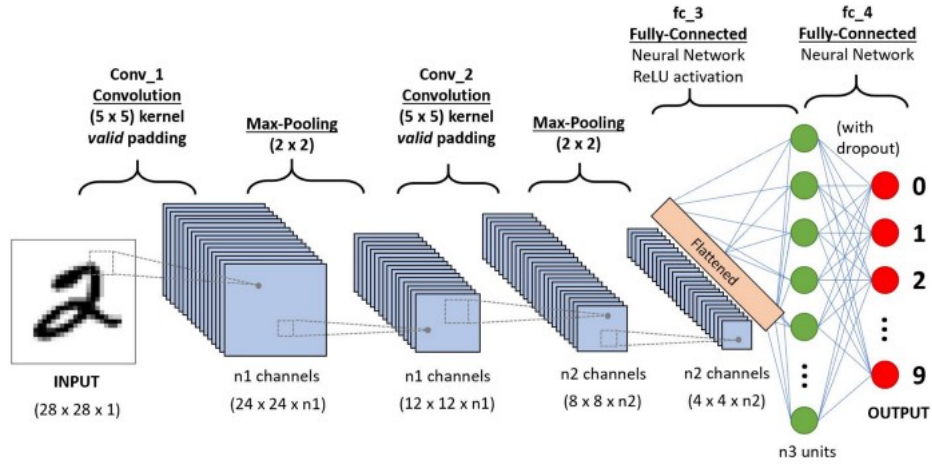 Conv_1
Convolution
(5 x 5) kernel
valid padding
Max-Pooling
(2 x 2)
Conv_2
Convolution
(5 x 5) kernel
valid padding
Max-Pooling
(2 x 2)
fc_3
Fully-Connected
Neural Network
ReLU activation
fc_4
Fully-Connected
Neural Network
(with
dropout)
Flattened
0
1
2
9
INPUT
(28 x 28 x 1)
n1 channels
(24 x 24 x n1)
n1 channels
(12 x 12 x n1)
n2 channels
(8 x 8 x n2)
n2 channels
(4 x 4 x n2)
n3 units
OUTPUT